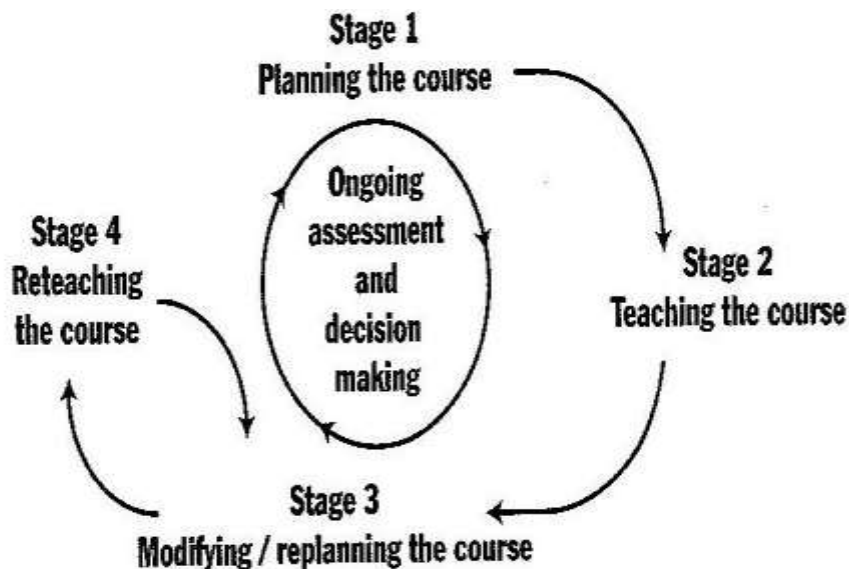 Stage 1
Planning the course
Ongoing
assessment
and
decision
making
Stage 2
Teaching the course
Stage 3
Modifying / replanning the course
Stage 4
Reteaching
the course